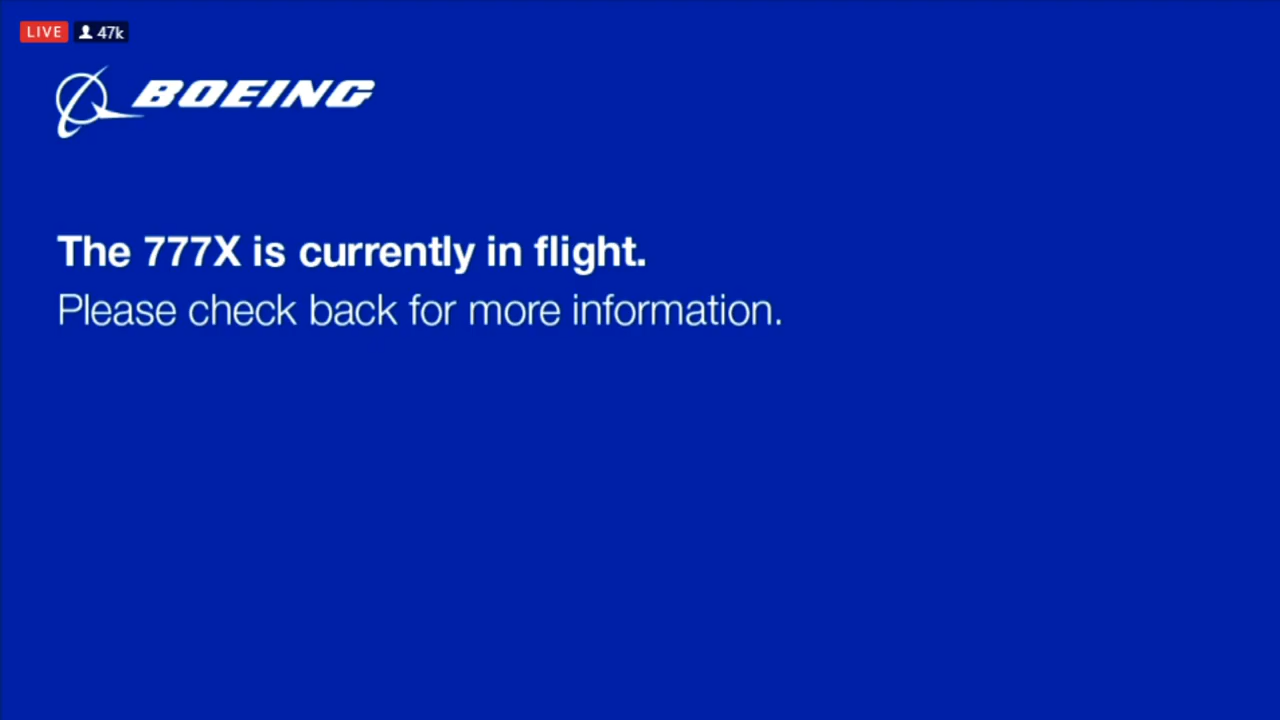 LIVE 47k
BOEING
The 777X is currently in flight.
Please check back for more information.